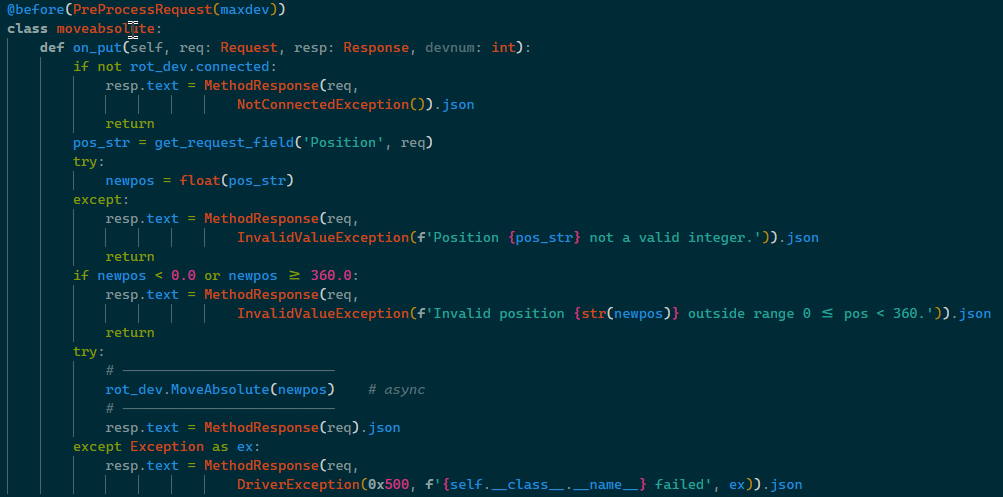 @before(PreProcessRequest(maxdev))
class moveabsolute:
    def on_put(self, req: Request, resp: Response, devnum: int):
        if not rot_dev.connected:
            resp.text = MethodResponse(req,
                            NotConnectedException()).json
            return
        pos_str = get_request_field('Position', req)
        try:
            newpos = float(pos_str)
        except:
            resp.text = MethodResponse(req,
                            InvalidValueException(f'Position {pos_str} not a valid integer.')).json
            return
        if newpos < 0.0 or newpos ≥ 360.0:
            resp.text = MethodResponse(req,
                            InvalidValueException(f'Invalid position {str(newpos)} outside range 0 ≤ pos < 360.')).json
            return
        try:
            # ──────────────────────────
            rot_dev.MoveAbsolute(newpos)    # async
            # ──────────────────────────
            resp.text = MethodResponse(req).json
        except Exception as ex:
            resp.text = MethodResponse(req,
                            DriverException(0x500, f'{self.__class__.__name__} failed', ex)).json